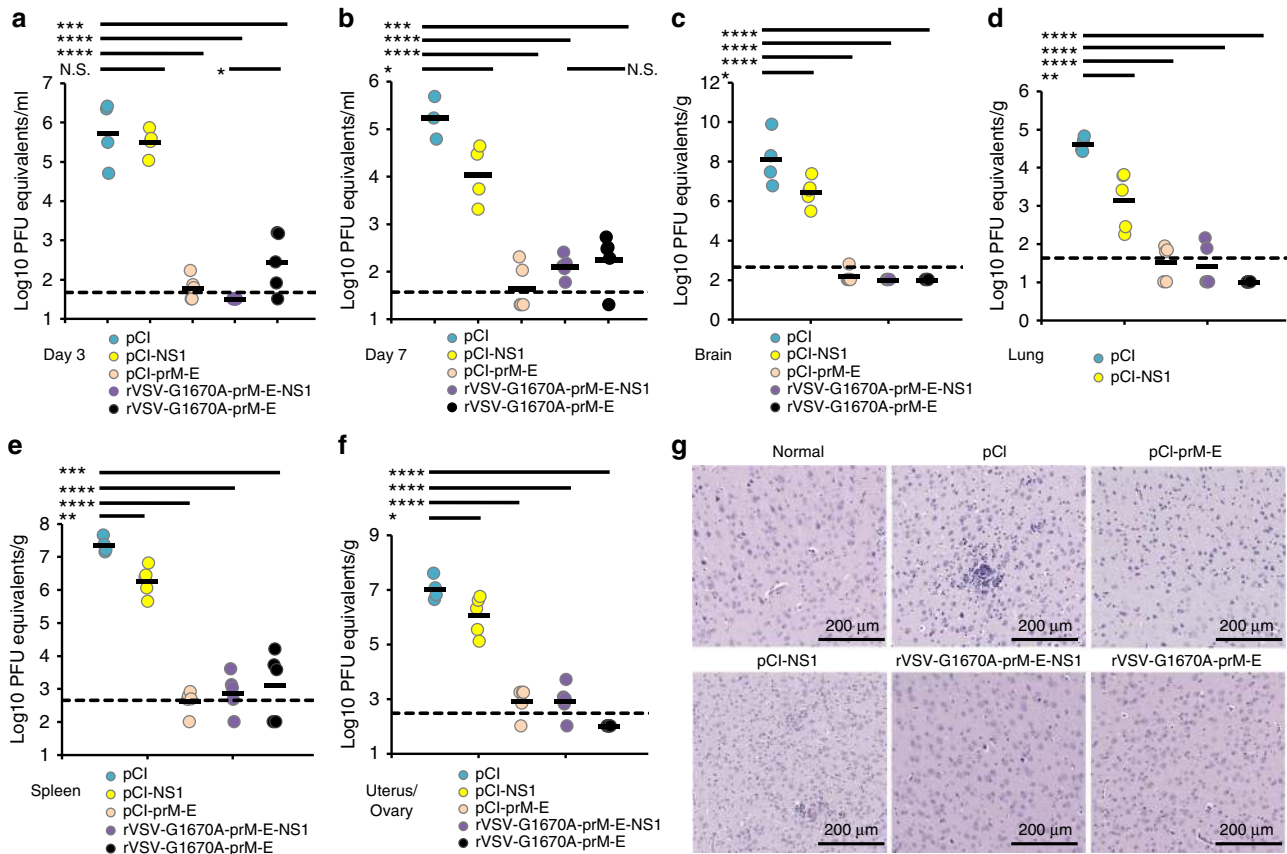 a
***
****
****
N.S.
*
Log10 PFU equivalents/ml
7
6
5
4
3
2
1
Day 3
pCI
pCI-NS1
pCI-prM-E
rVSV-G1670A-prM-E-NS1
rVSV-G1670A-prM-E
b
***
****
****
*
N.S.
Log10 PFU equivalents/ml
6
5
4
3
2
1
Day 7
pCI
pCI-NS1
pCI-prM-E
rVSV-G1670A-prM-E-NS1
rVSV-G1670A-prM-E
c
****
****
****
*
Log10 PFU equivalents/g
12
10
8
6
4
2
0
Brain
pCI
pCI-NS1
pCI-prM-E
rVSV-G1670A-prM-E-NS1
rVSV-G1670A-prM-E
d
****
****
****
**
Log10 PFU equivalents/g
6
5
4
3
2
1
0
Lung
pCI
pCI-NS1
e
***
****
****
**
Log10 PFU equivalents/g
8
7
6
5
4
3
2
1
Spleen
pCI
pCI-NS1
pCI-prM-E
rVSV-G1670A-prM-E-NS1
rVSV-G1670A-prM-E
f
****
****
****
*
Log10 PFU equivalents/g
9
7
5
3
1
Uterus/
Ovary
pCI
pCI-NS1
pCI-prM-E
rVSV-G1670A-prM-E-NS1
rVSV-G1670A-prM-E
g
Normal
pCI
pCI-prM-E
200 µm
200 µm
200 µm
pCI-NS1
rVSV-G1670A-prM-E-NS1
rVSV-G1670A-prM-E
200 µm
200 µm
200 µm